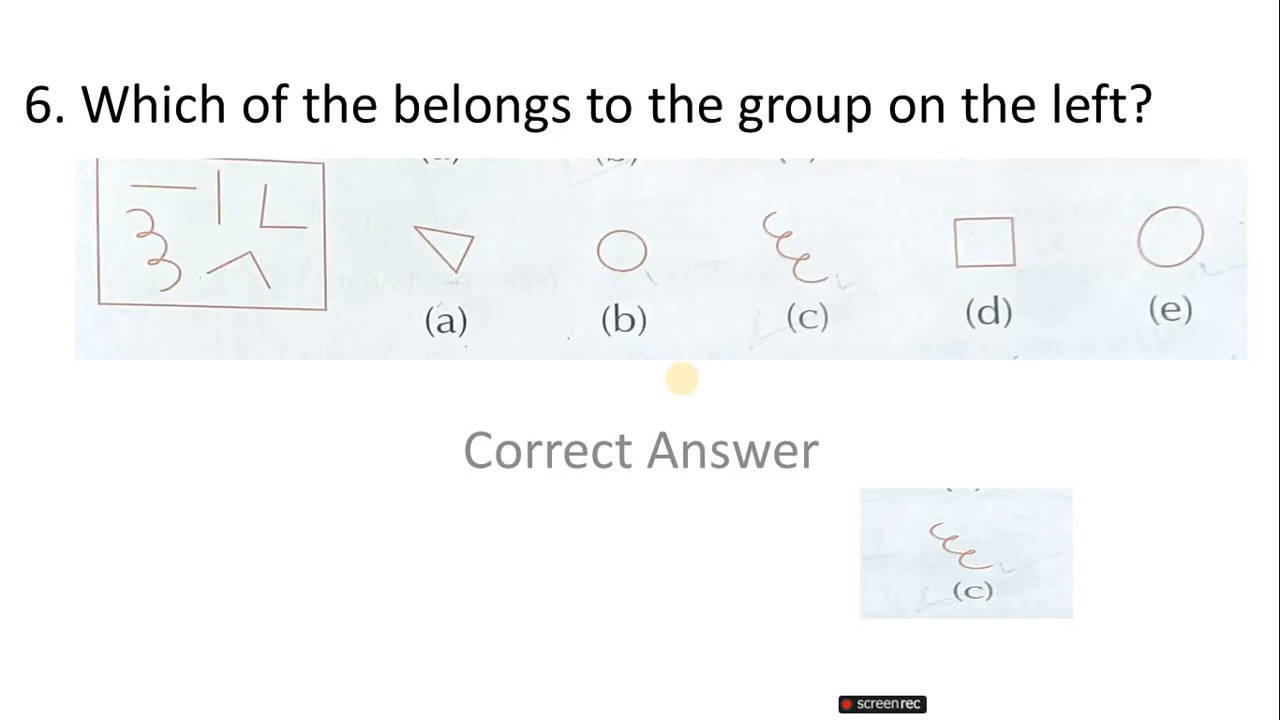 6. Which of the belongs to the group on the left?
(a) (b) (c) (d) (e)
Correct Answer
(c)
screenrec